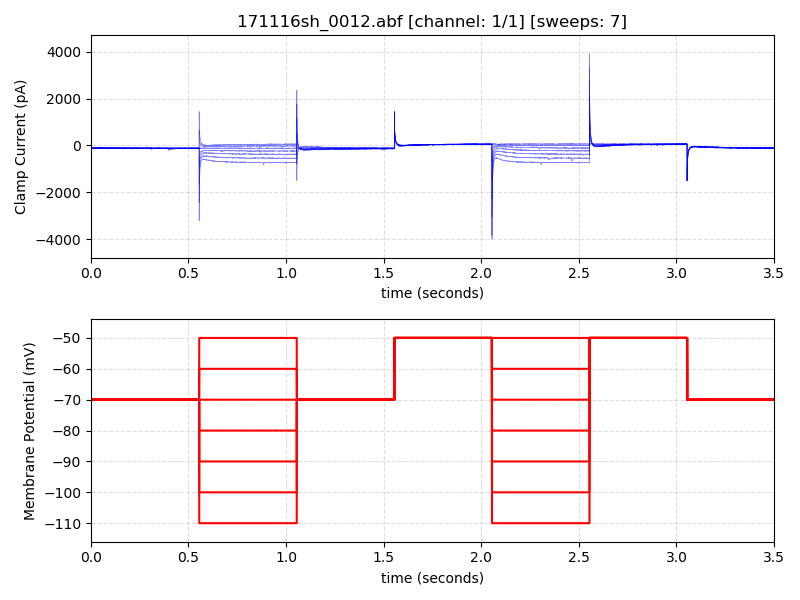 171116sh_0012.abf [channel: 1/1] [sweeps: 7]
Clamp Current (pA)
4000
2000
0
−2000
−4000
0.0 0.5 1.0 1.5 2.0 2.5 3.0 3.5
time (seconds)
Membrane Potential (mV)
−50
−60
−70
−80
−90
−100
−110
0.0 0.5 1.0 1.5 2.0 2.5 3.0 3.5
time (seconds)